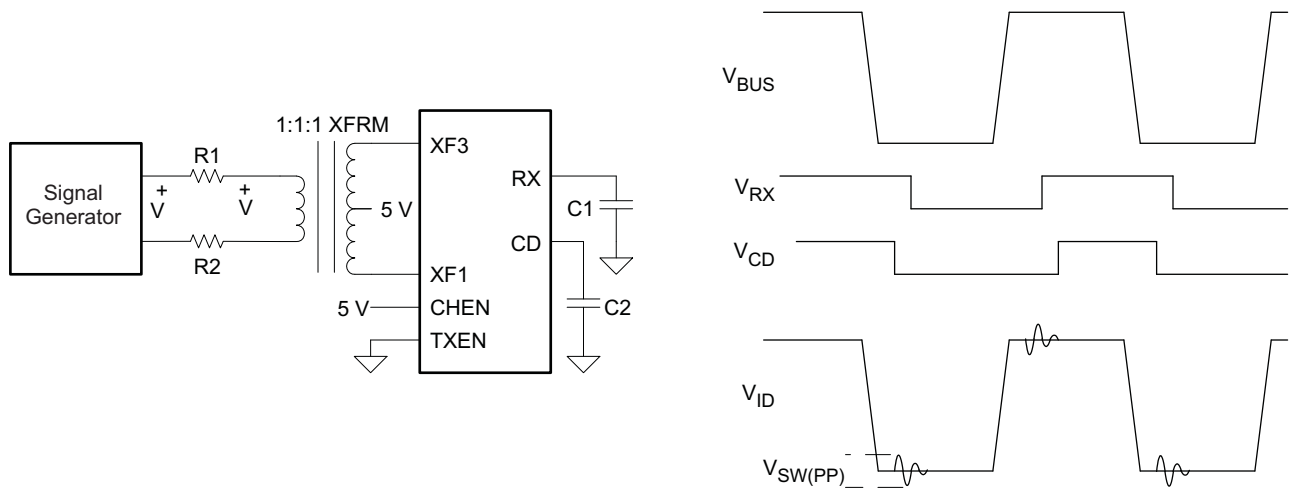 1:1:1 XFRM
Signal
Generator
R1
+
V
+
V
R2
5 V
XF3
XF1
5 V
CHEN
TXEN
RX
CD
C1
C2
V_BUS
V_RX
V_CD
V_ID
V_SW(PP)